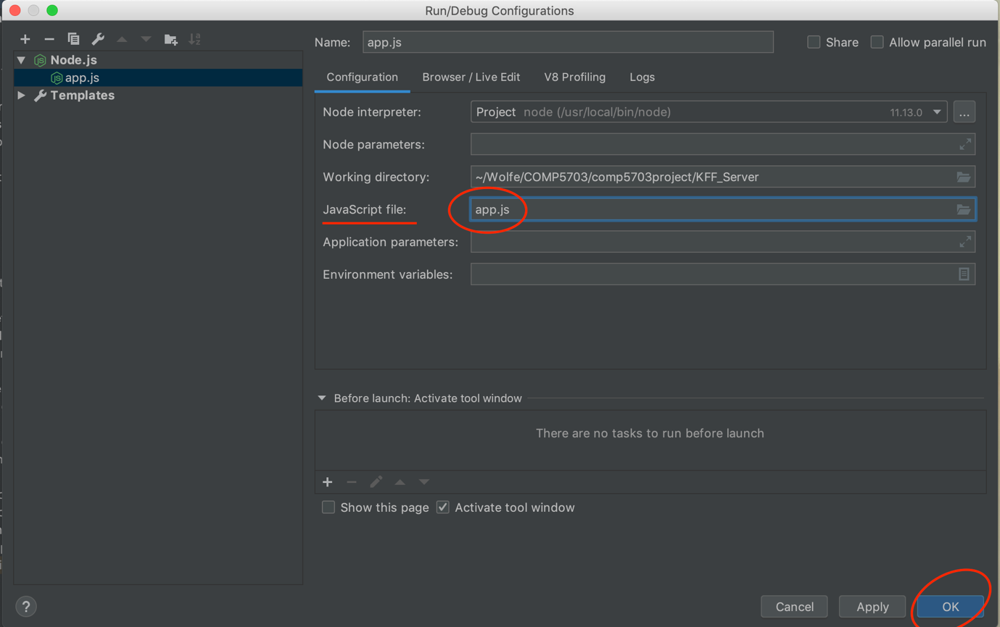 Run/Debug Configurations
Name: app.js Share Allow parallel run
Node.js
app.js
Templates
Configuration Browser / Live Edit V8 Profiling Logs
Node interpreter: Project node (/usr/local/bin/node) 11.13.0 ...
Node parameters:
Working directory: ~/Wolfe/COMP5703/comp5703project/KFF_Server
JavaScript file: app.js
Application parameters:
Environment variables:
Before launch: Activate tool window
There are no tasks to run before launch
Show this page Activate tool window
? Cancel Apply OK